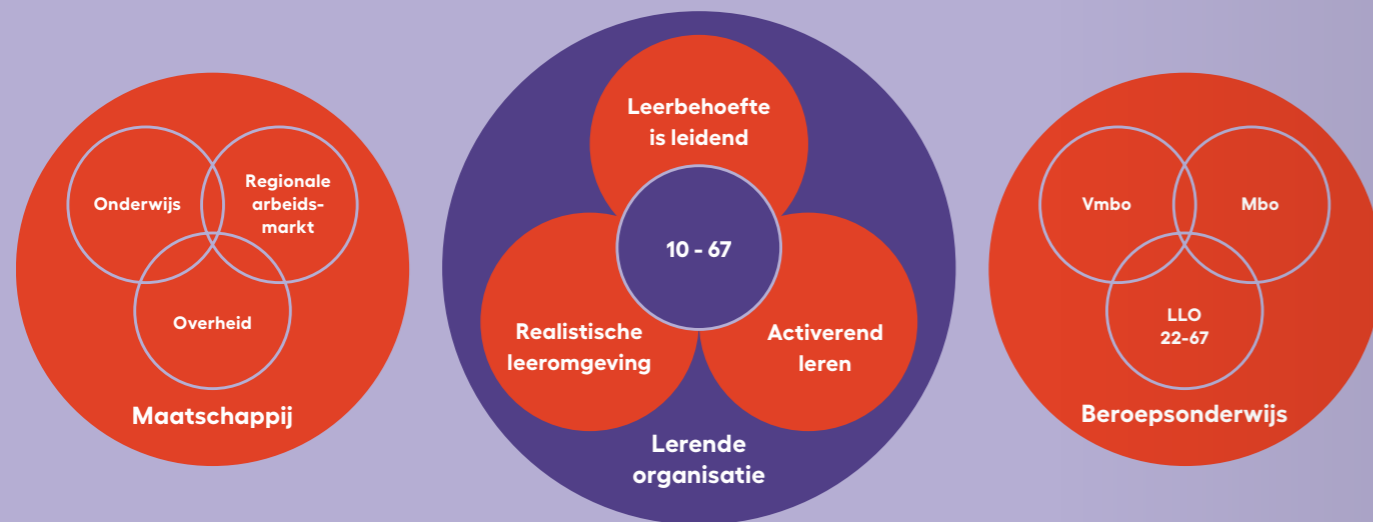 Onderwijs
Regionale
arbeids-
markt
Overheid
Maatschappij
Leerbehoefte
is leidend
10 - 67
Realistische
leeromgeving
Activerend
leren
Lerende
organisatie
Vmbo
Mbo
LLO
22-67
Beroepsonderwijs